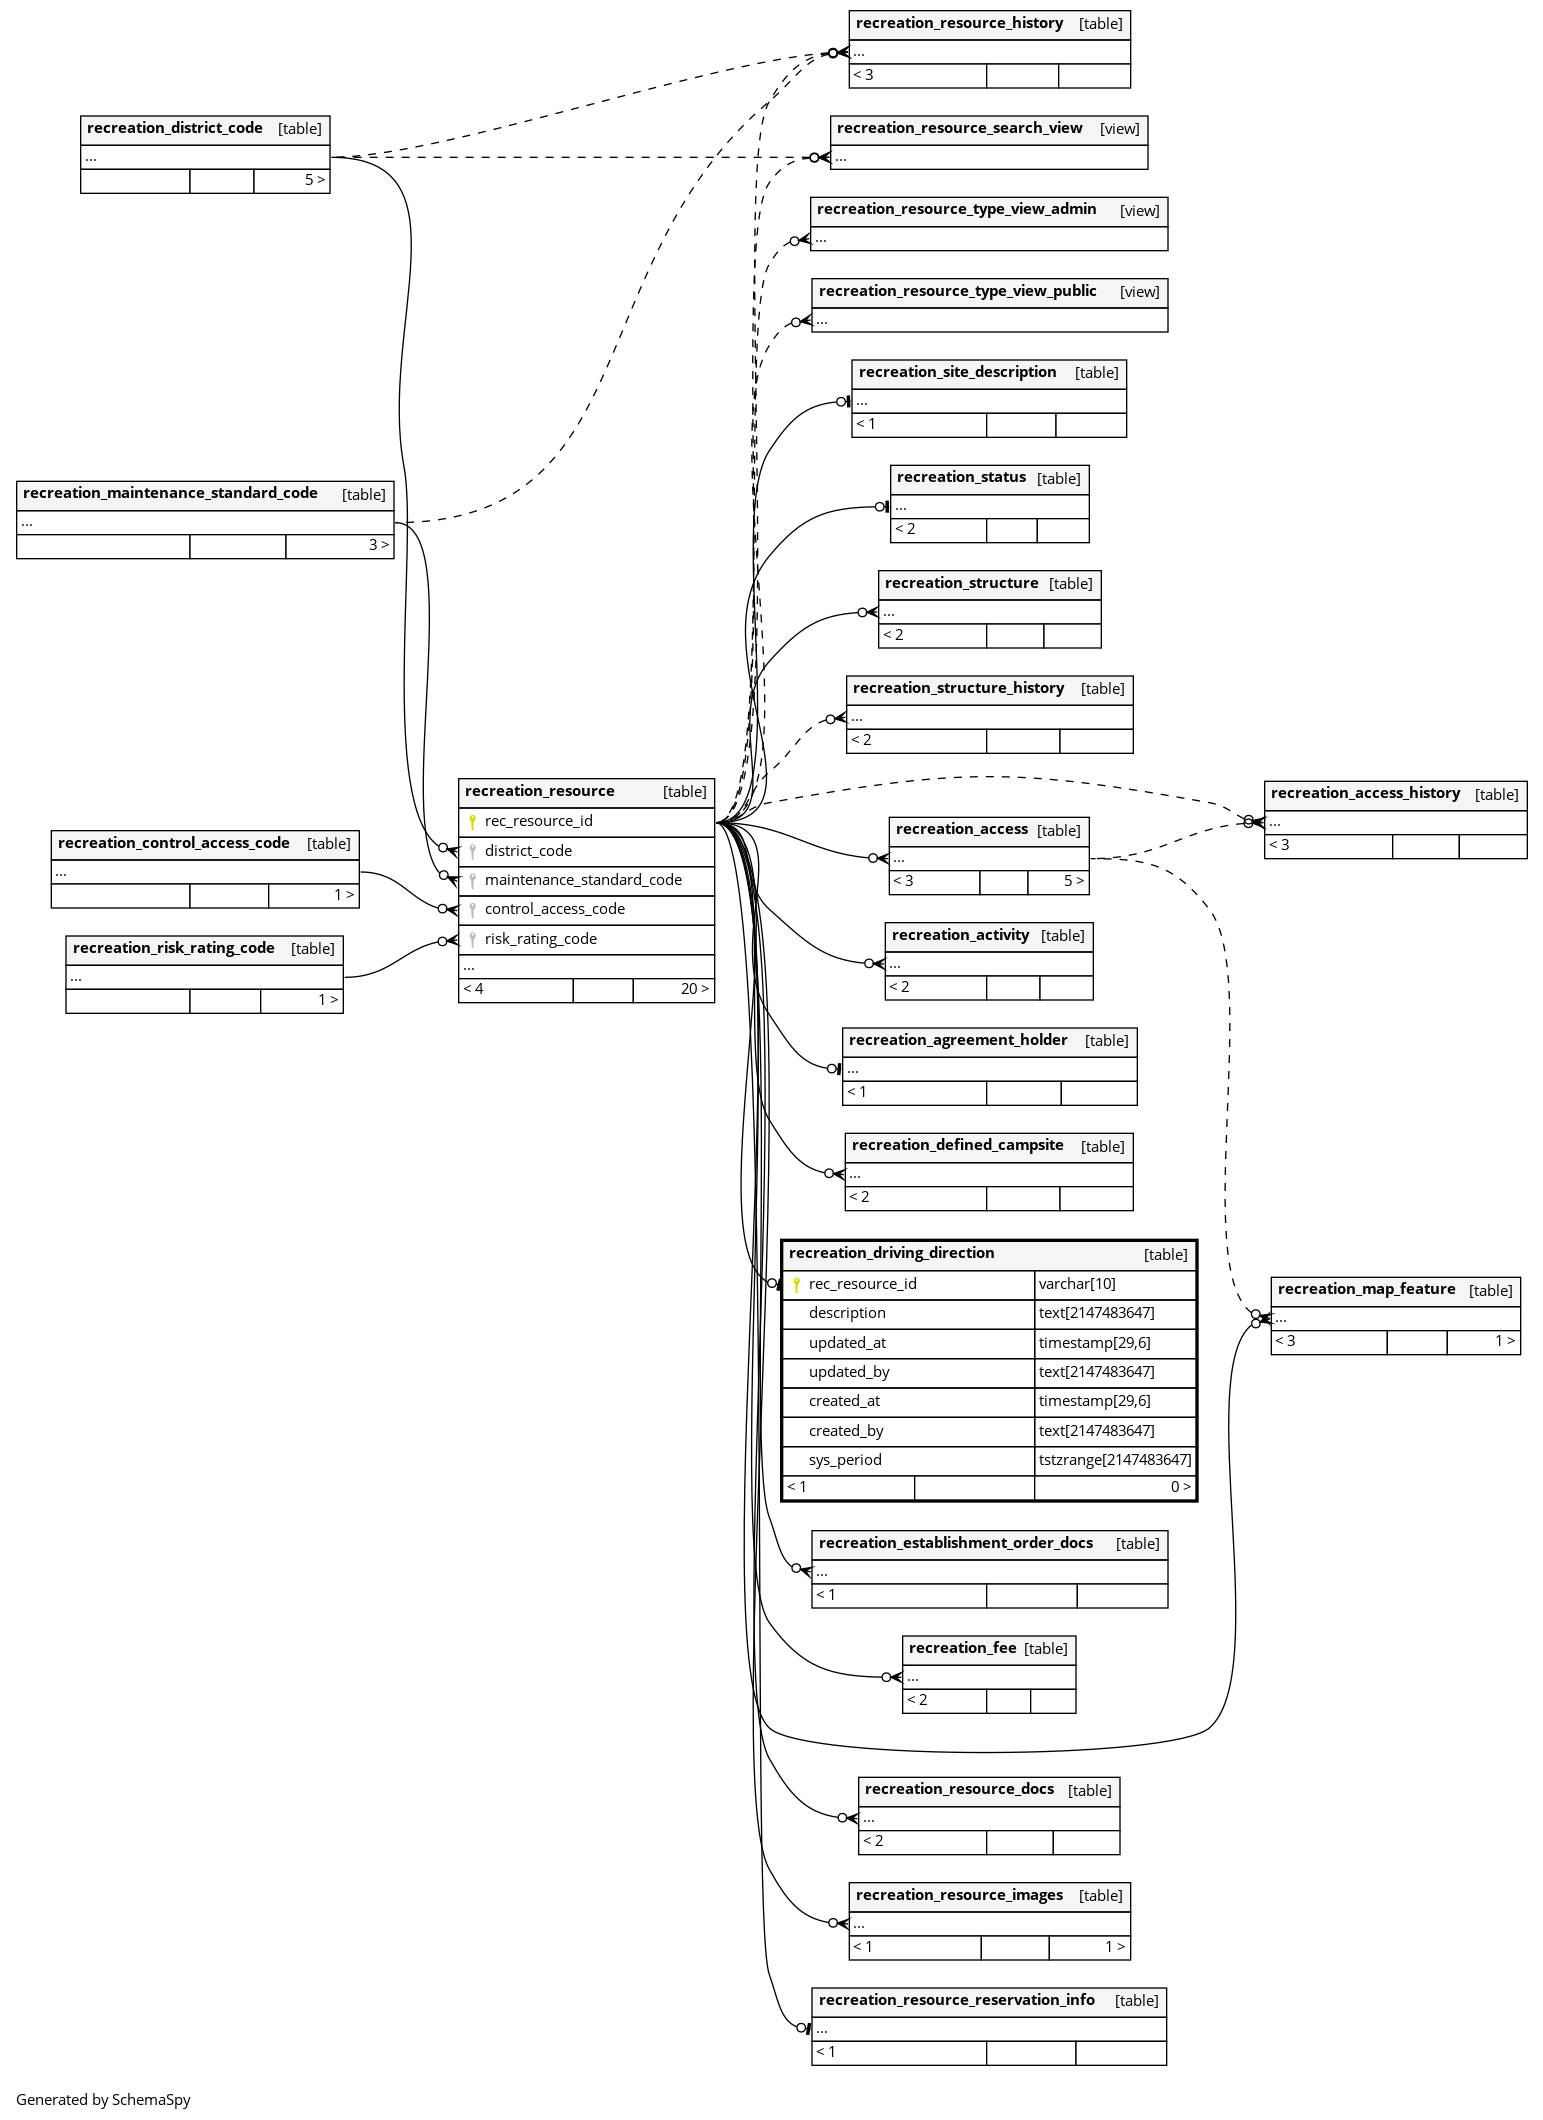 recreation_resource_history [table]
...
< 3
recreation_district_code [table]
...
5 >
recreation_resource_search_view [view]
...
recreation_resource_type_view_admin [view]
...
recreation_resource_type_view_public [view]
...
recreation_site_description [table]
...
< 1
recreation_status [table]
...
< 2
recreation_maintenance_standard_code [table]
...
3 >
recreation_structure [table]
...
< 2
recreation_structure_history [table]
...
< 2
recreation_resource [table]
rec_resource_id
district_code
maintenance_standard_code
control_access_code
risk_rating_code
...
< 4 20 >
recreation_control_access_code [table]
...
1 >
recreation_risk_rating_code [table]
...
1 >
recreation_access_history [table]
...
< 3
recreation_access [table]
...
< 3 5 >
recreation_activity [table]
...
< 2
recreation_agreement_holder [table]
...
< 1
recreation_defined_campsite [table]
...
< 2
recreation_driving_direction [table]
rec_resource_id varchar[10]
description text[2147483647]
updated_at timestamp[29,6]
updated_by text[2147483647]
created_at timestamp[29,6]
created_by text[2147483647]
sys_period tstzrange[2147483647]
< 1 0 >
recreation_map_feature [table]
...
< 3 1 >
recreation_establishment_order_docs [table]
...
< 1
recreation_fee [table]
...
< 2
recreation_resource_docs [table]
...
< 2
recreation_resource_images [table]
...
< 1 1 >
recreation_resource_reservation_info [table]
...
< 1
Generated by SchemaSpy